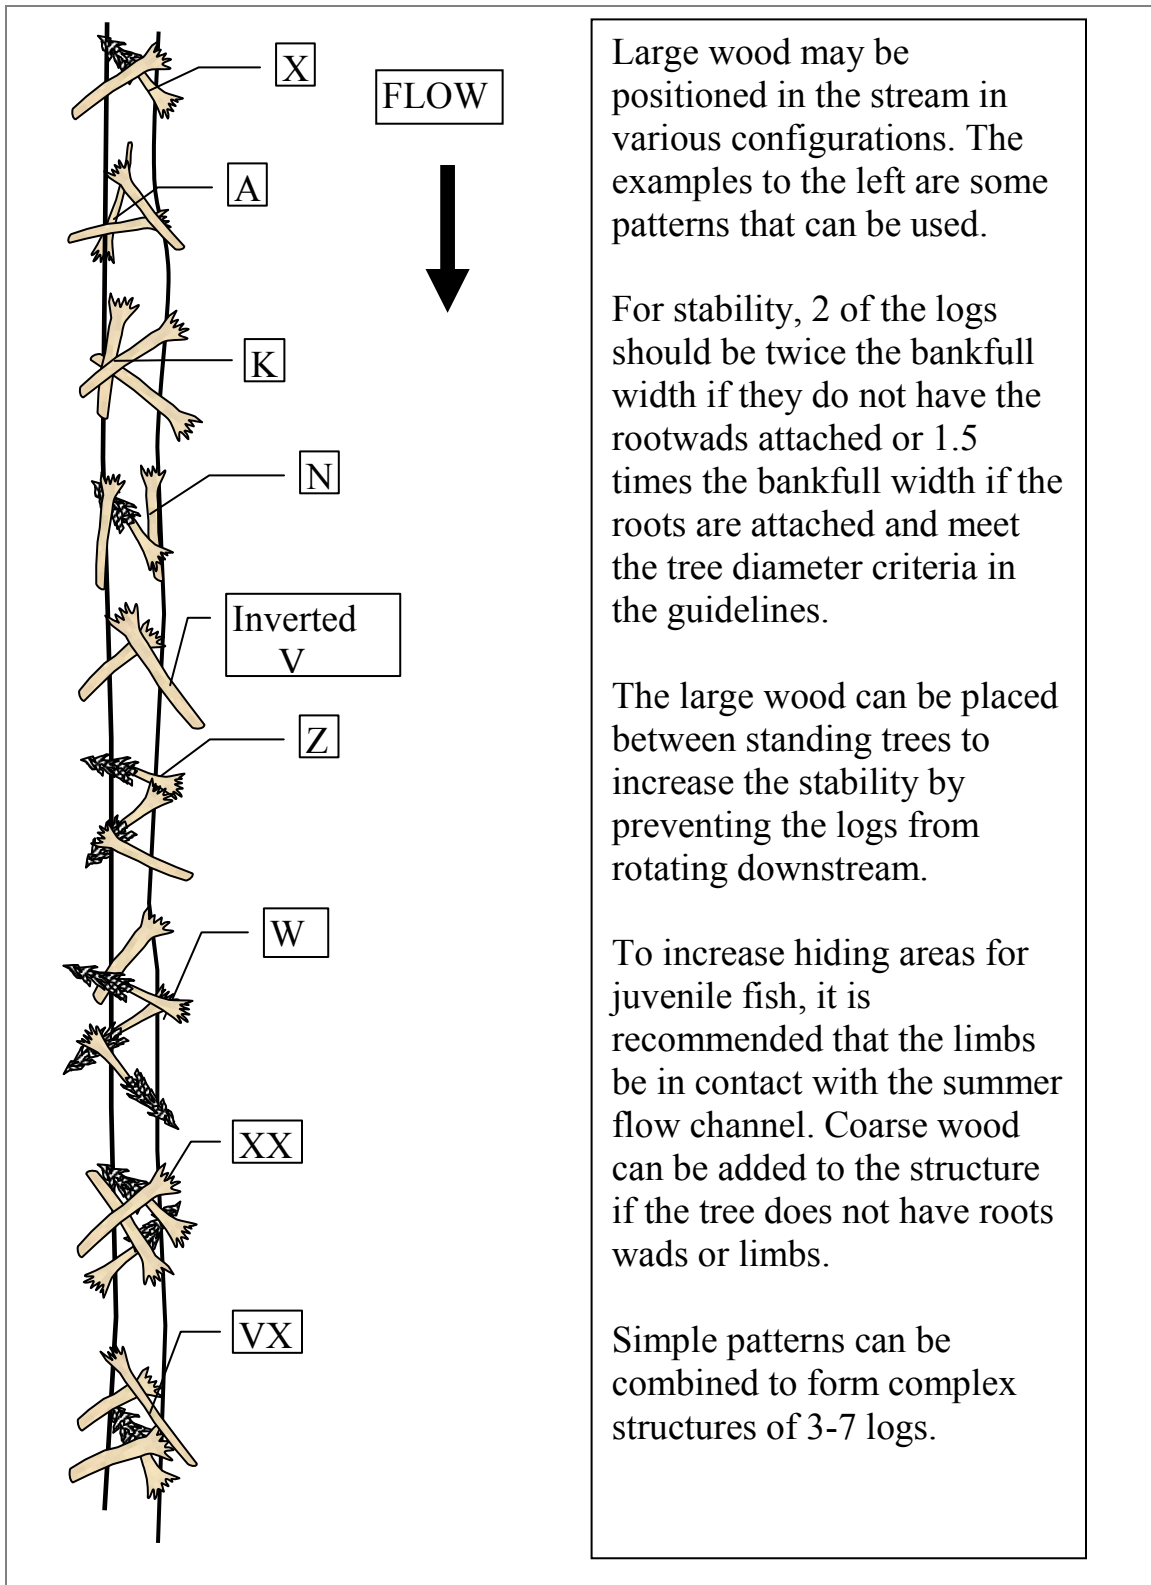 X
FLOW
A
K
N
Inverted
V
Z
W
XX
VX
Large wood may be
positioned in the stream in
various configurations. The
examples to the left are some
patterns that can be used.
For stability, 2 of the logs
should be twice the bankfull
width if they do not have the
rootwads attached or 1.5
times the bankfull width if the
roots are attached and meet
the tree diameter criteria in
the guidelines.
The large wood can be placed
between standing trees to
increase the stability by
preventing the logs from
rotating downstream.
To increase hiding areas for
juvenile fish, it is
recommended that the limbs
be in contact with the summer
flow channel. Coarse wood
can be added to the structure
if the tree does not have roots
wads or limbs.
Simple patterns can be
combined to form complex
structures of 3-7 logs.